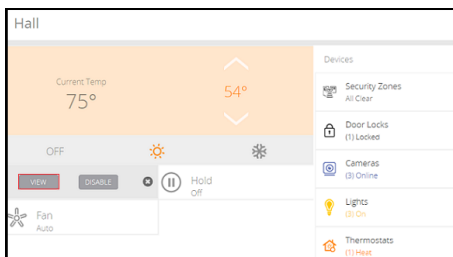 Hall
Current Temp
75°
54°
OFF
VIEW
DISABLE
Hold
Off
Fan
Auto
Devices
Security Zones
All Clear
Door Locks
(1) Locked
Cameras
(3) Online
Lights
(3) On
Thermostats
(1) Heat